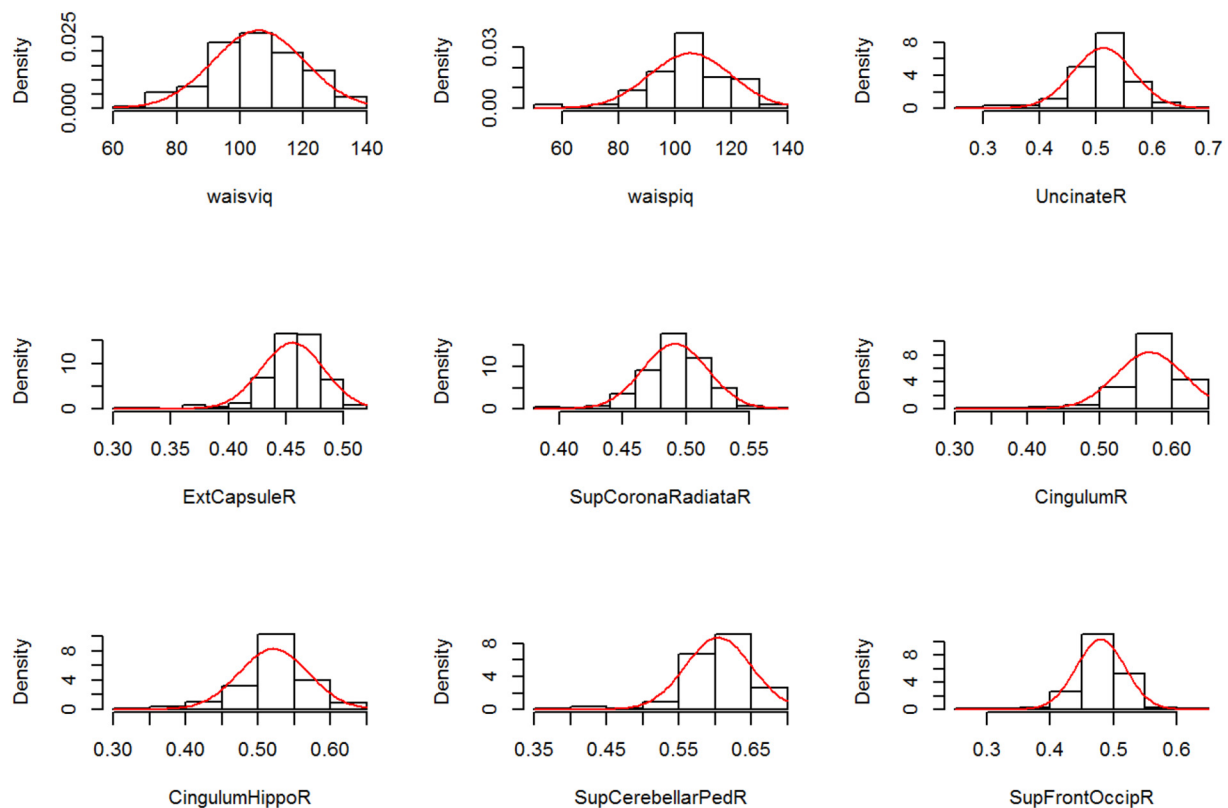 Density
0.000 0.025
60 80 100 120 140
waisviq
Density
0.00 0.03
60 80 100 120 140
waispiq
Density
0 4 8
0.3 0.4 0.5 0.6 0.7
UncinateR
Density
0 10
0.30 0.35 0.40 0.45 0.50
ExtCapsuleR
Density
0 10
0.40 0.45 0.50 0.55
SupCoronaRadiataR
Density
0 4 8
0.30 0.40 0.50 0.60
CingulumR
Density
0 4 8
0.30 0.40 0.50 0.60
CingulumHippoR
Density
0 4 8
0.35 0.45 0.55 0.65
SupCerebellarPedR
Density
0 4 8
0.3 0.4 0.5 0.6
SupFrontOccipR